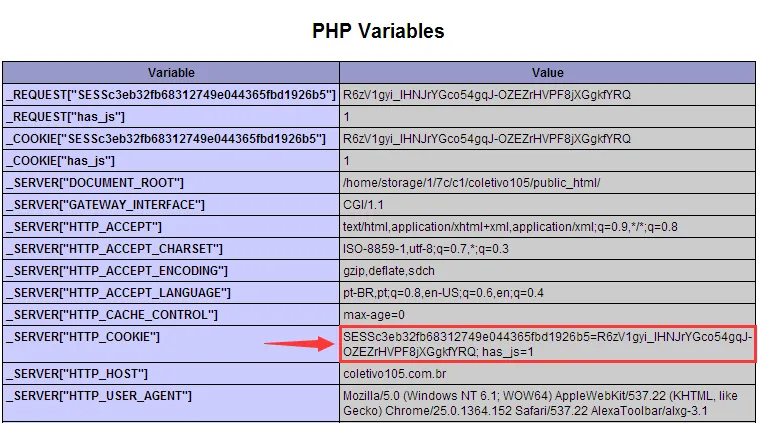 PHP Variables
Variable Value
_REQUEST["SESSc3eb32fb68312749e044365fbd1926b5"] R6zV1gyi_IHNJrYGco54gqJ-OZEZrHVPF8jXGgkfYRQ
_REQUEST["has_js"] 1
_COOKIE["SESSc3eb32fb68312749e044365fbd1926b5"] R6zV1gyi_IHNJrYGco54gqJ-OZEZrHVPF8jXGgkfYRQ
_COOKIE["has_js"] 1
_SERVER["DOCUMENT_ROOT"] /home/storage/1/7c/c1/coletivo105/public_html/
_SERVER["GATEWAY_INTERFACE"] CGI/1.1
_SERVER["HTTP_ACCEPT"] text/html,application/xhtml+xml,application/xml;q=0.9,*/*;q=0.8
_SERVER["HTTP_ACCEPT_CHARSET"] ISO-8859-1,utf-8;q=0.7,*;q=0.3
_SERVER["HTTP_ACCEPT_ENCODING"] gzip,deflate,sdch
_SERVER["HTTP_ACCEPT_LANGUAGE"] pt-BR,pt;q=0.8,en-US;q=0.6,en;q=0.4
_SERVER["HTTP_CACHE_CONTROL"] max-age=0
_SERVER["HTTP_COOKIE"] SESSc3eb32fb68312749e044365fbd1926b5=R6zV1gyi_IHNJrYGco54gqJ-
OZEZrHVPF8jXGgkfYRQ; has_js=1
_SERVER["HTTP_HOST"] coletivo105.com.br
_SERVER["HTTP_USER_AGENT"] Mozilla/5.0 (Windows NT 6.1; WOW64) AppleWebKit/537.22 (KHTML, like
Gecko) Chrome/25.0.1364.152 Safari/537.22 AlexaToolbar/alxg-3.1